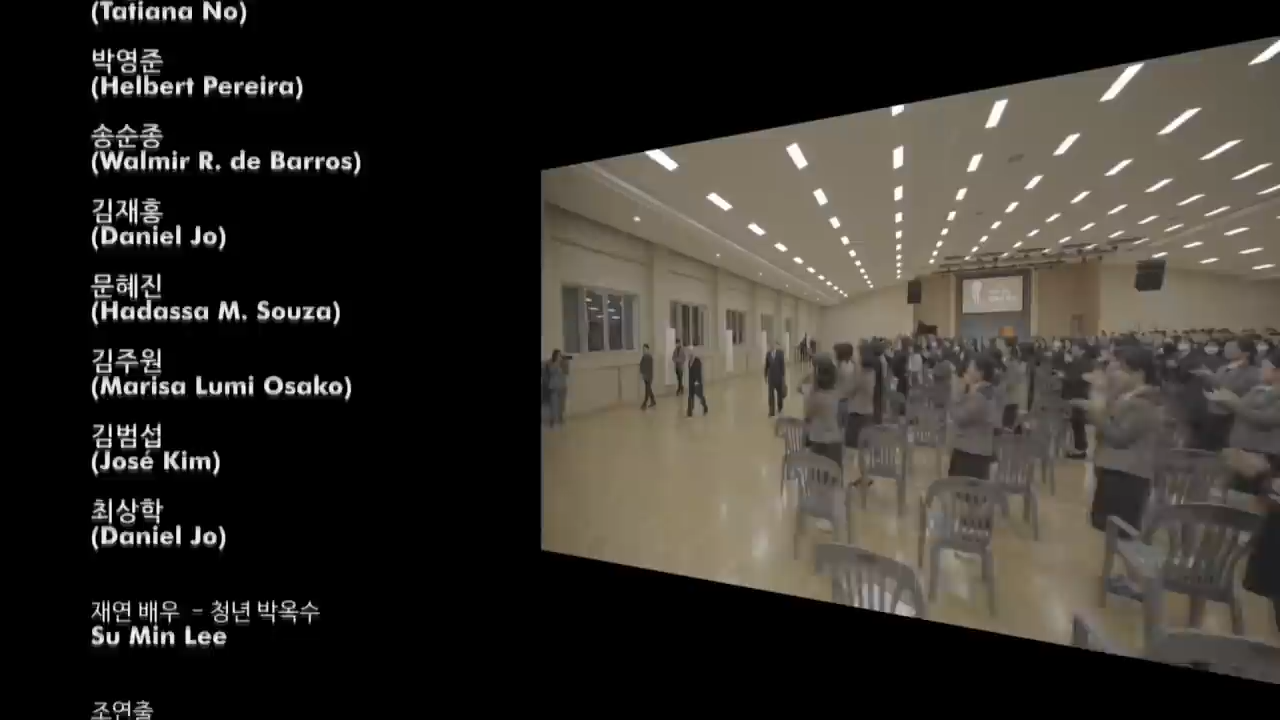 (Tatiana No)
박영준
(Helbert Pereira)
송순종
(Walmir R. de Barros)
김재홍
(Daniel Jo)
문혜진
(Hadassa M. Souza)
김주원
(Marisa Lumi Osako)
김범섭
(José Kim)
최상학
(Daniel Jo)
재연 배우 - 청년 박옥수
Su Min Lee
조연출